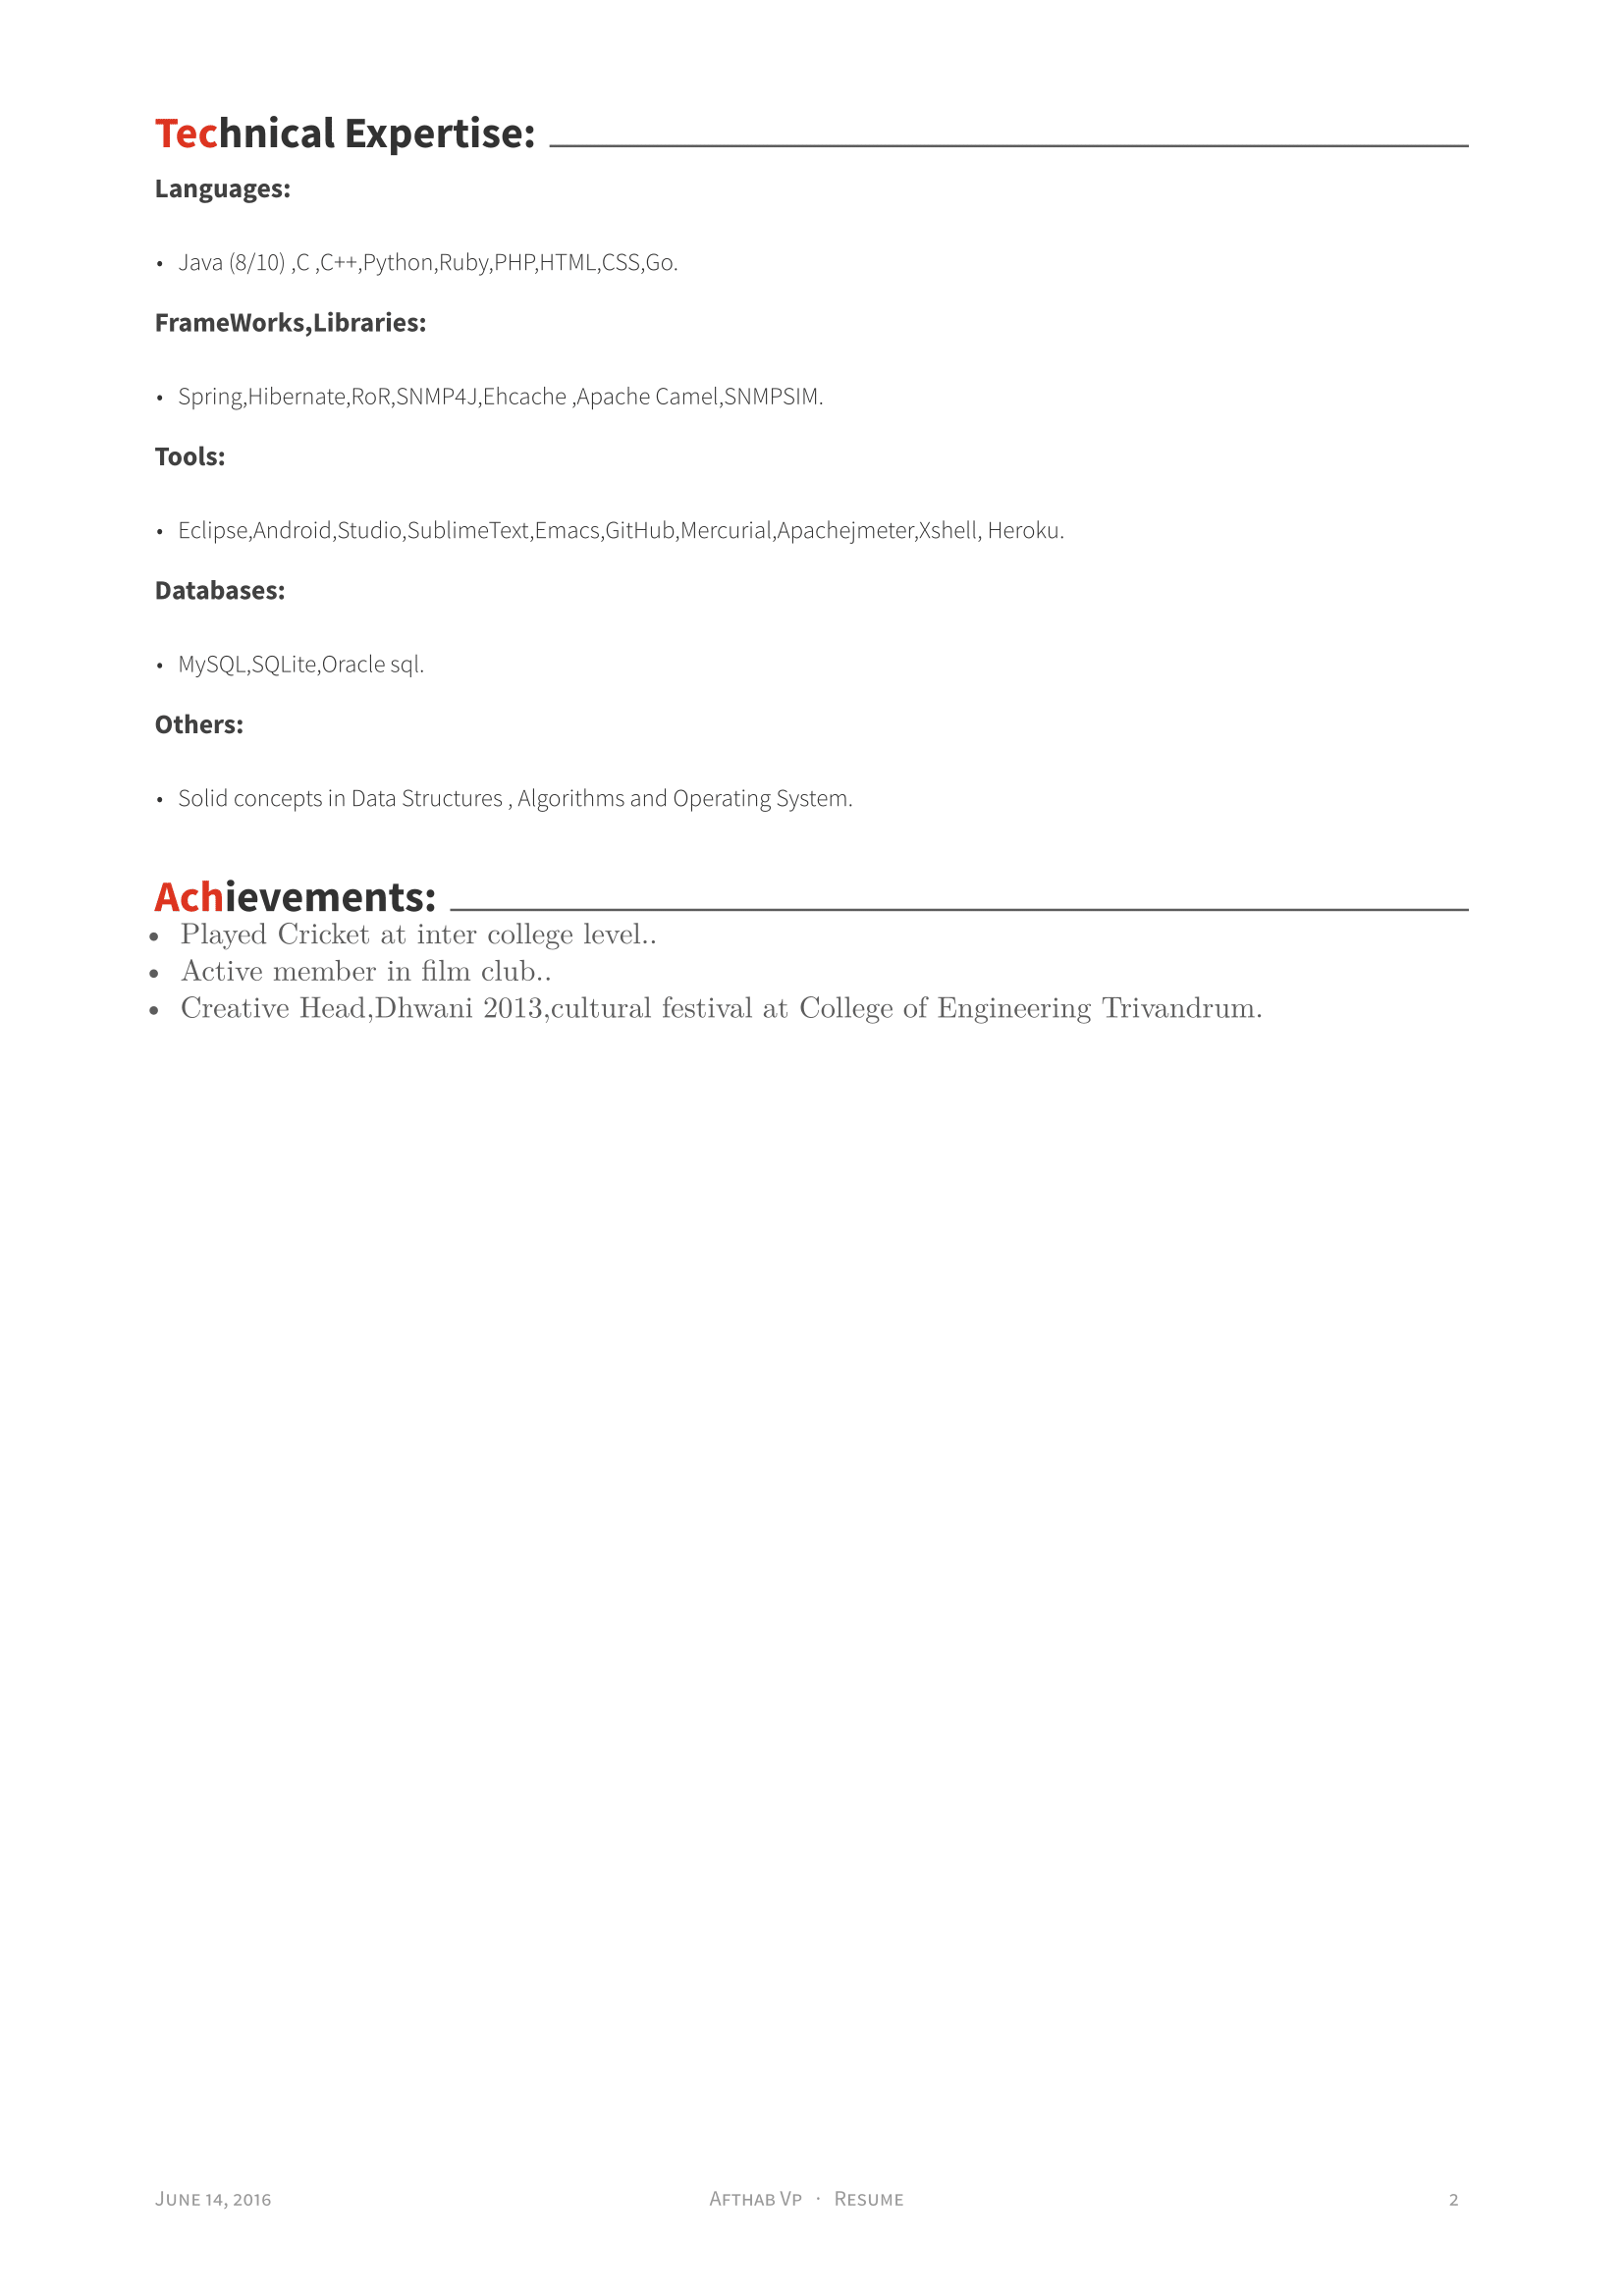 Technical Expertise:
Languages:
• Java (8/10) ,C ,C++,Python,Ruby,PHP,HTML,CSS,Go.
FrameWorks,Libraries:
• Spring,Hibernate,RoR,SNMP4J,Ehcache ,Apache Camel,SNMPSIM.
Tools:
• Eclipse,Android,Studio,SublimeText,Emacs,GitHub,Mercurial,Apachejmeter,Xshell, Heroku.
Databases:
• MySQL,SQLite,Oracle sql.
Others:
• Solid concepts in Data Structures , Algorithms and Operating System.
Achievements:
• Played Cricket at inter college level..
• Active member in film club..
• Creative Head,Dhwani 2013,cultural festival at College of Engineering Trivandrum.
June 14, 2016 Afthab Vp · Resume 2